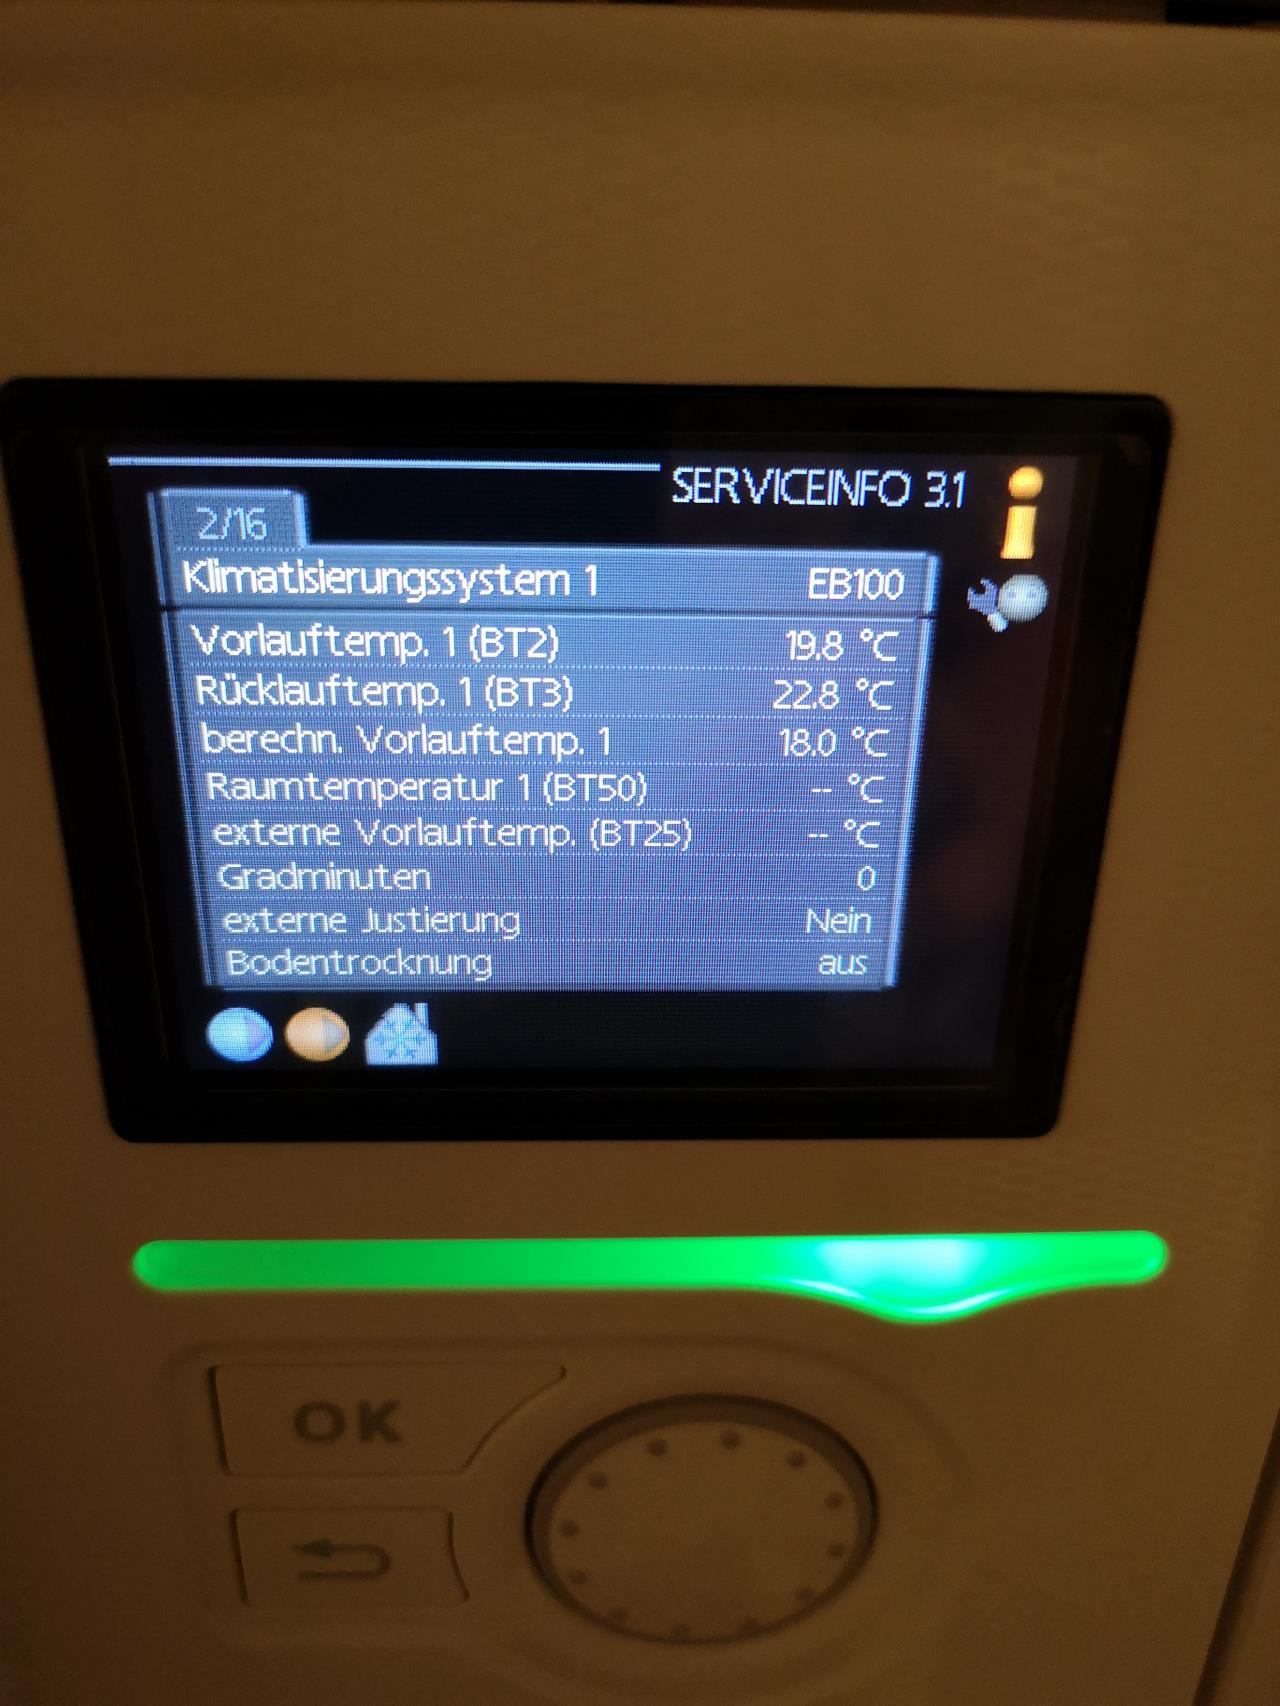 SERVICEINFO 3.1
2/16
Klimatisierungssystem 1 EB100
Vorlauftemp. 1 (BT2) 19.8 °C
Rücklauftemp. 1 (BT3) 22.8 °C
berechn. Vorlauftemp. 1 18.0 °C
Raumtemperatur 1 (BT50) -- °C
externe Vorlauftemp. (BT25) -- °C
Gradminuten 0
externe Justierung Nein
Bodentrocknung aus
OK